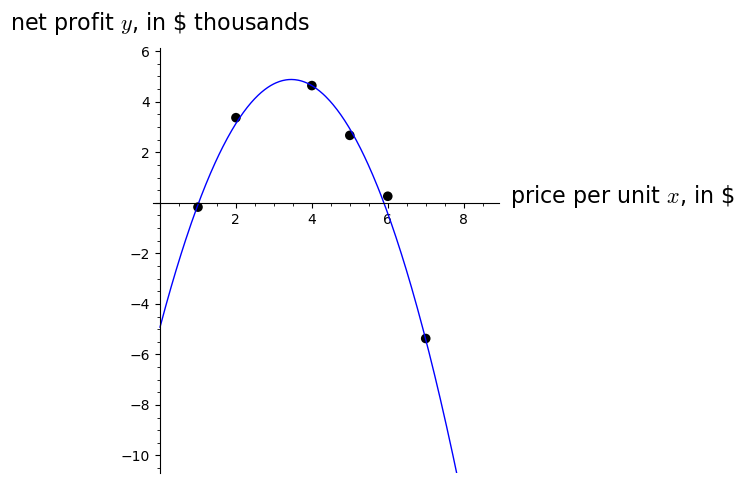 net profit y, in $ thousands
6
4
2
price per unit x, in $
2 4 6 8
−2
−4
−6
−8
−10